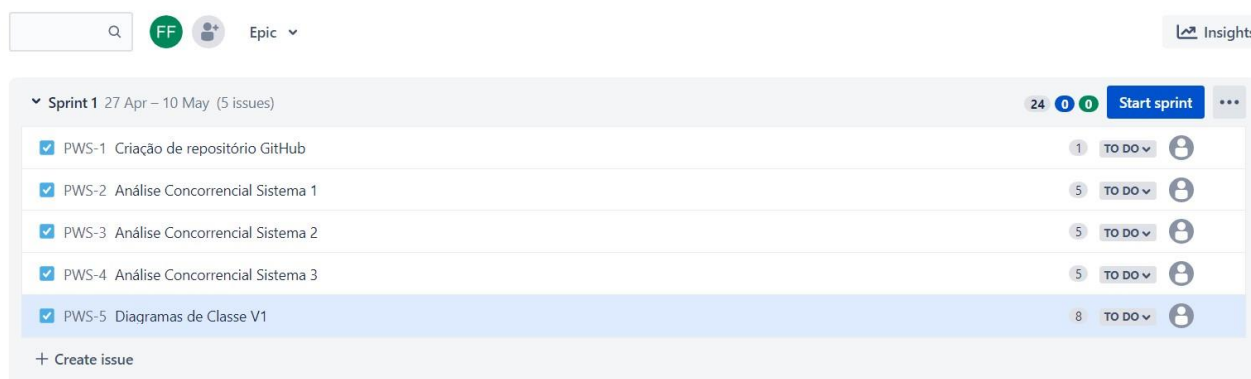 FF Epic Insights
Sprint 1 27 Apr – 10 May (5 issues) 24 0 0 Start sprint
PWS-1 Criação de repositório GitHub 1 TO DO
PWS-2 Análise Concorrencial Sistema 1 5 TO DO
PWS-3 Análise Concorrencial Sistema 2 5 TO DO
PWS-4 Análise Concorrencial Sistema 3 5 TO DO
PWS-5 Diagramas de Classe V1 8 TO DO
+ Create issue